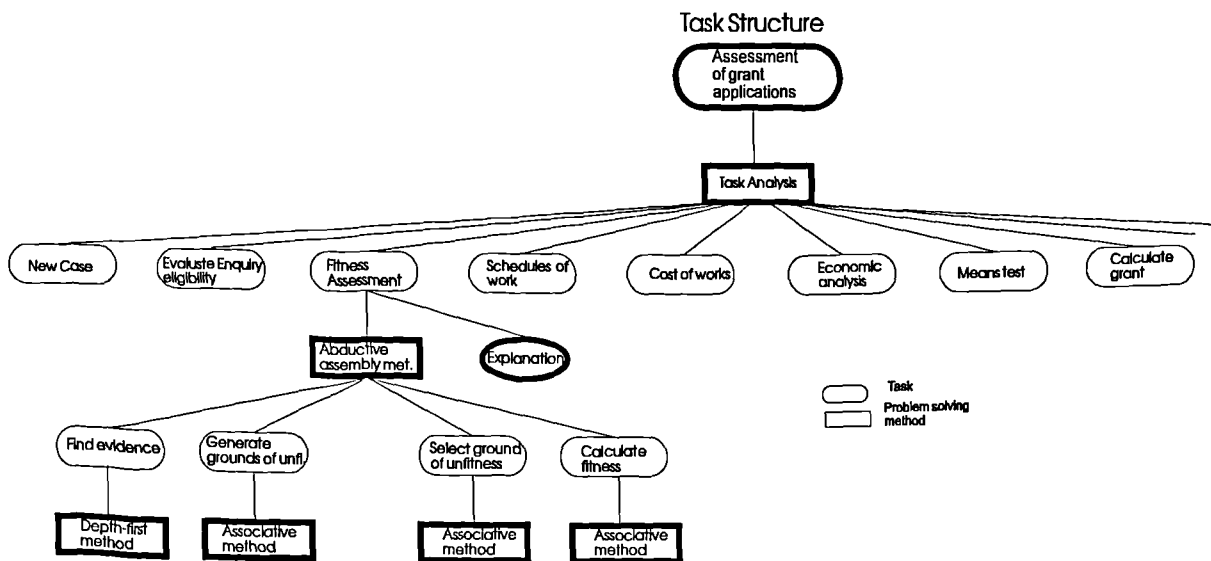 Task Structure
Assessment
of grant
applications
Task Analysis
New Case
Evaluste Enquiry
eligibility
Fitness
Assessment
Schedules of
work
Cost of works
Economic
analysis
Means test
Calculate
grant
Abductive
assembly met.
Explanation
Task
Problem solving
method
Find evidence
Generate
grounds of unfi.
Select ground
of unfitness
Calculate
fitness
Depth-first
method
Associative
method
Associative
method
Associative
method